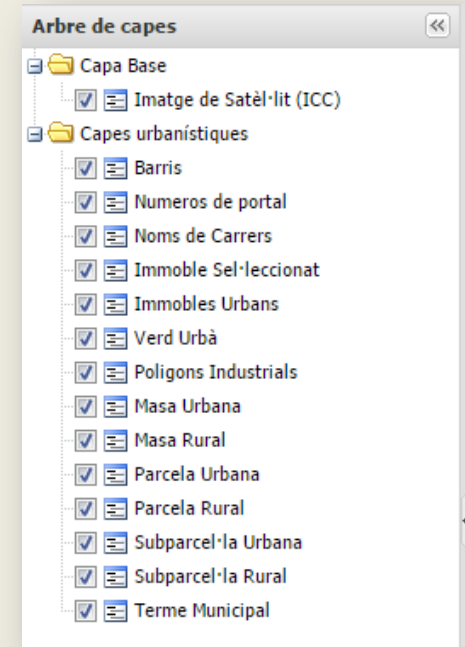 Arbre de capes
Capa Base
Imatge de Satèl·lit (ICC)
Capes urbanístiques
Barris
Numeros de portal
Noms de Carrers
Immoble Sel·leccionat
Immobles Urbans
Verd Urbà
Poligons Industrials
Masa Urbana
Masa Rural
Parcela Urbana
Parcela Rural
Subparcel·la Urbana
Subparcel·la Rural
Terme Municipal